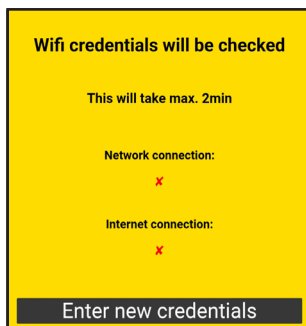 Wifi credentials will be checked
This will take max. 2min
Network connection:
✘
Internet connection:
✘
Enter new credentials